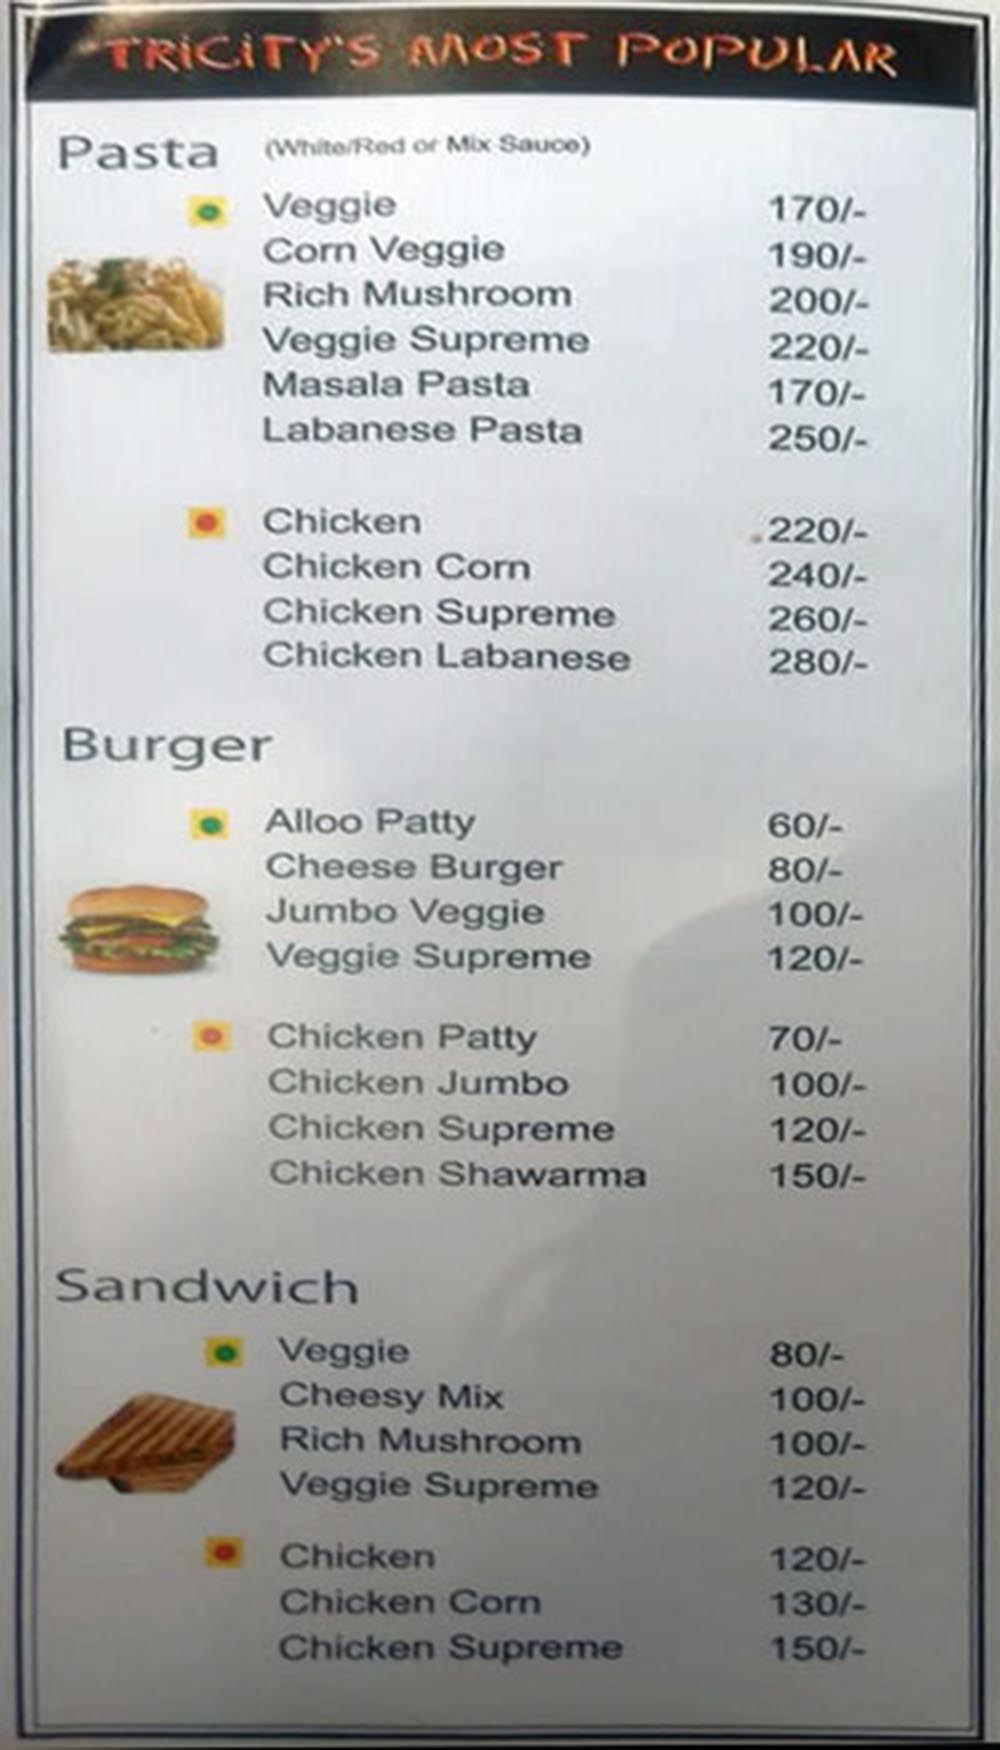 TRiCiTY'S MOST POPULAR
Pasta (White/Red or Mix Sauce)
Veggie 170/-
Corn Veggie 190/-
Rich Mushroom 200/-
Veggie Supreme 220/-
Masala Pasta 170/-
Labanese Pasta 250/-
Chicken 220/-
Chicken Corn 240/-
Chicken Supreme 260/-
Chicken Labanese 280/-
Burger
Alloo Patty 60/-
Cheese Burger 80/-
Jumbo Veggie 100/-
Veggie Supreme 120/-
Chicken Patty 70/-
Chicken Jumbo 100/-
Chicken Supreme 120/-
Chicken Shawarma 150/-
Sandwich
Veggie 80/-
Cheesy Mix 100/-
Rich Mushroom 100/-
Veggie Supreme 120/-
Chicken 120/-
Chicken Corn 130/-
Chicken Supreme 150/-